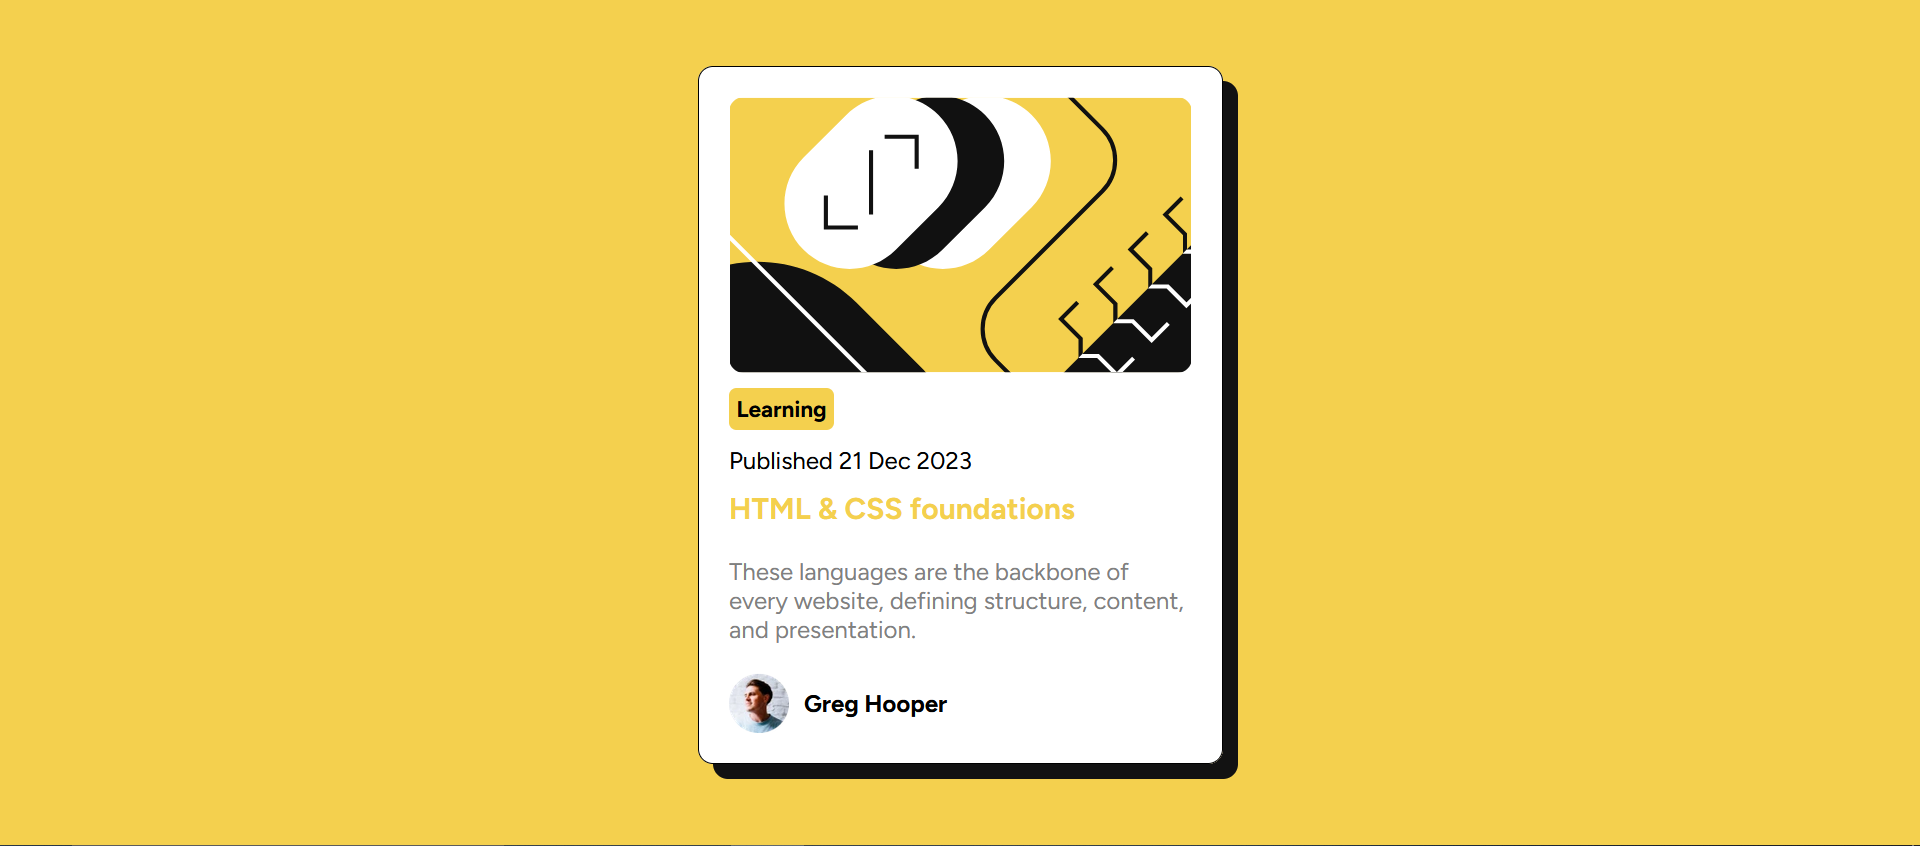 Learning
Published 21 Dec 2023
HTML & CSS foundations
These languages are the backbone of
every website, defining structure, content,
and presentation.
Greg Hooper